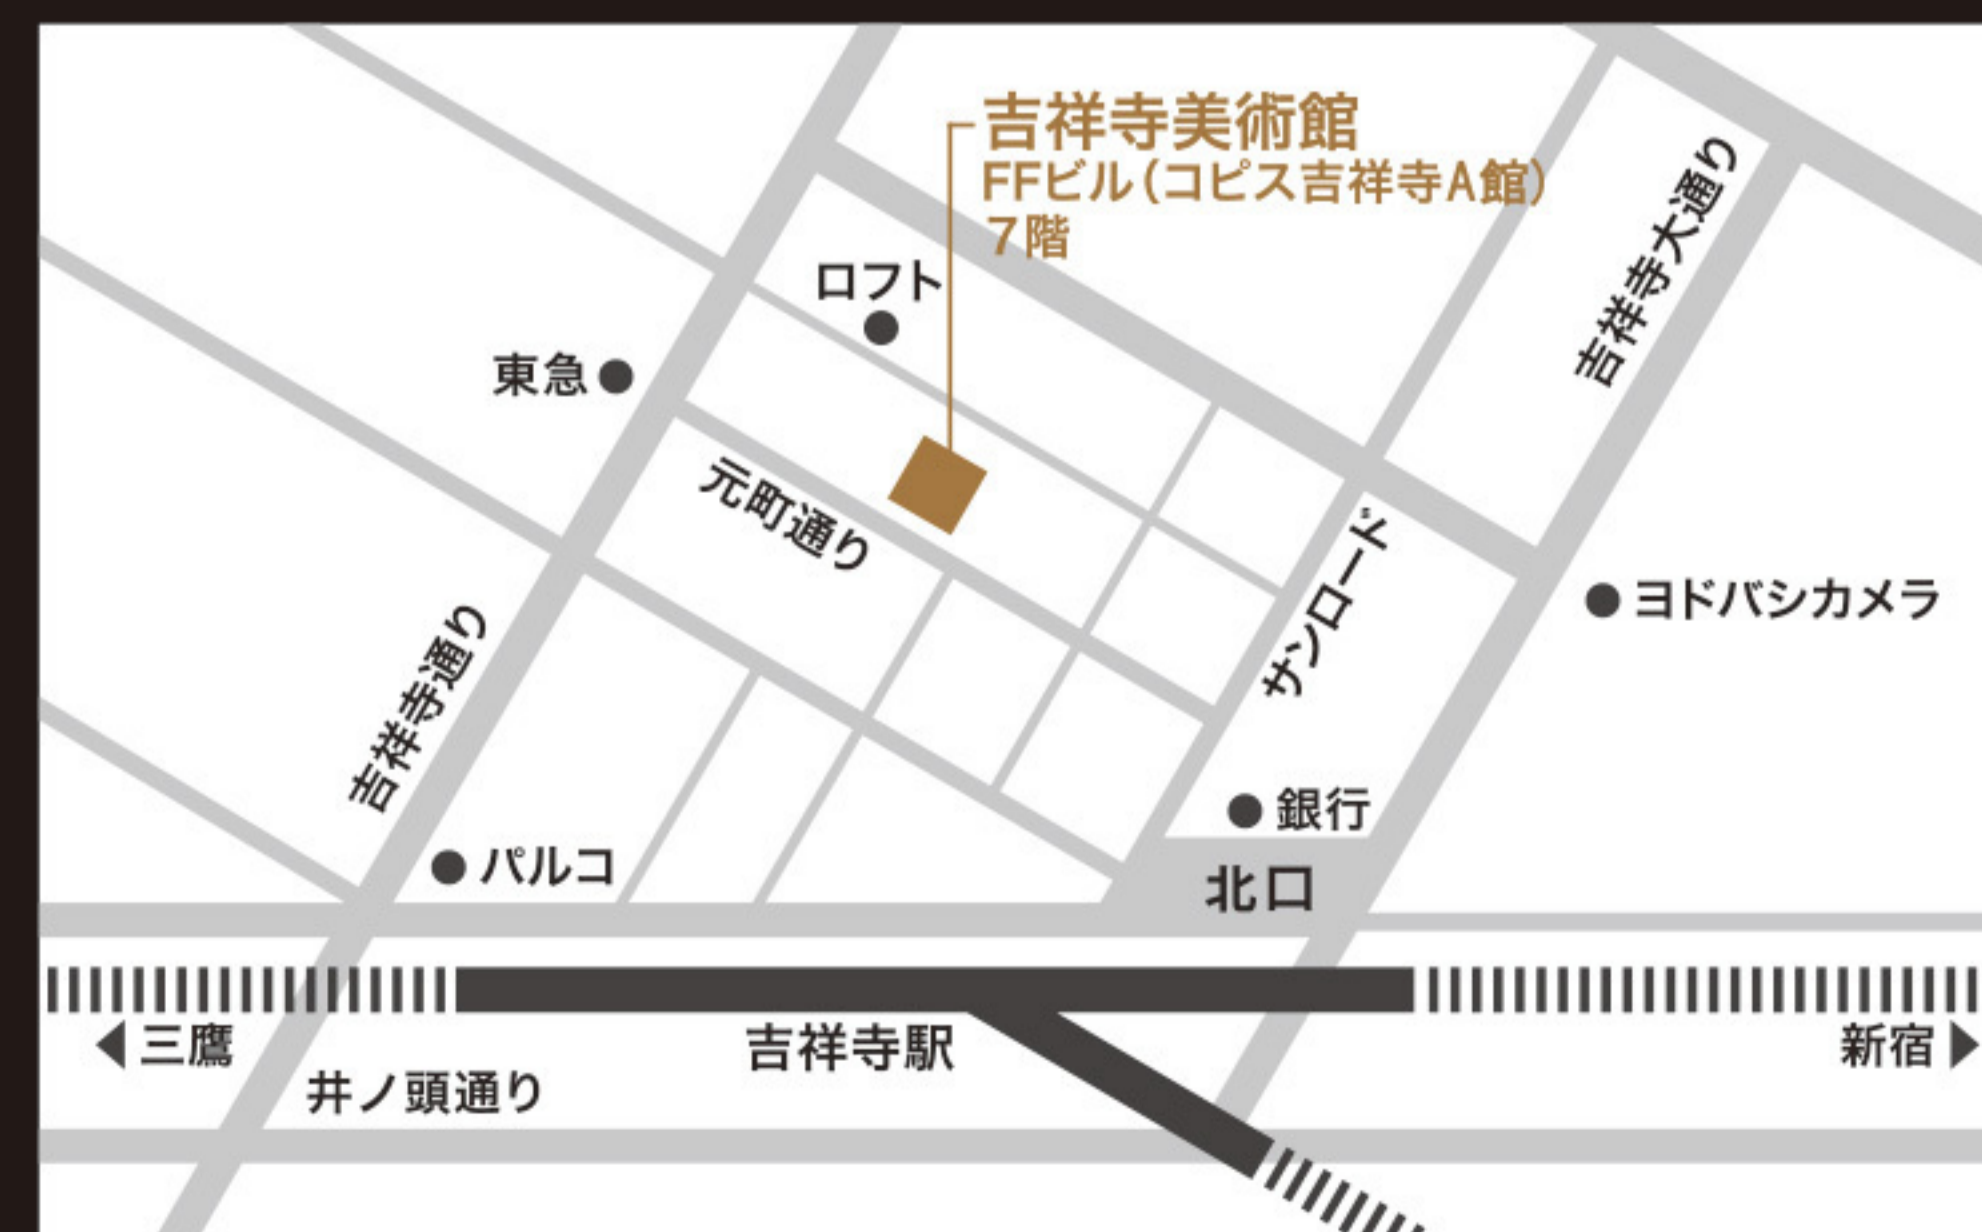 吉祥寺美術館
FFビル(コピス吉祥寺A館)
7階
吉祥寺大通り
ロフト
東急
元町通り
サンロード
ヨドバシカメラ
吉祥寺通り
銀行
パルコ
北口
三鷹
吉祥寺駅
新宿
井ノ頭通り